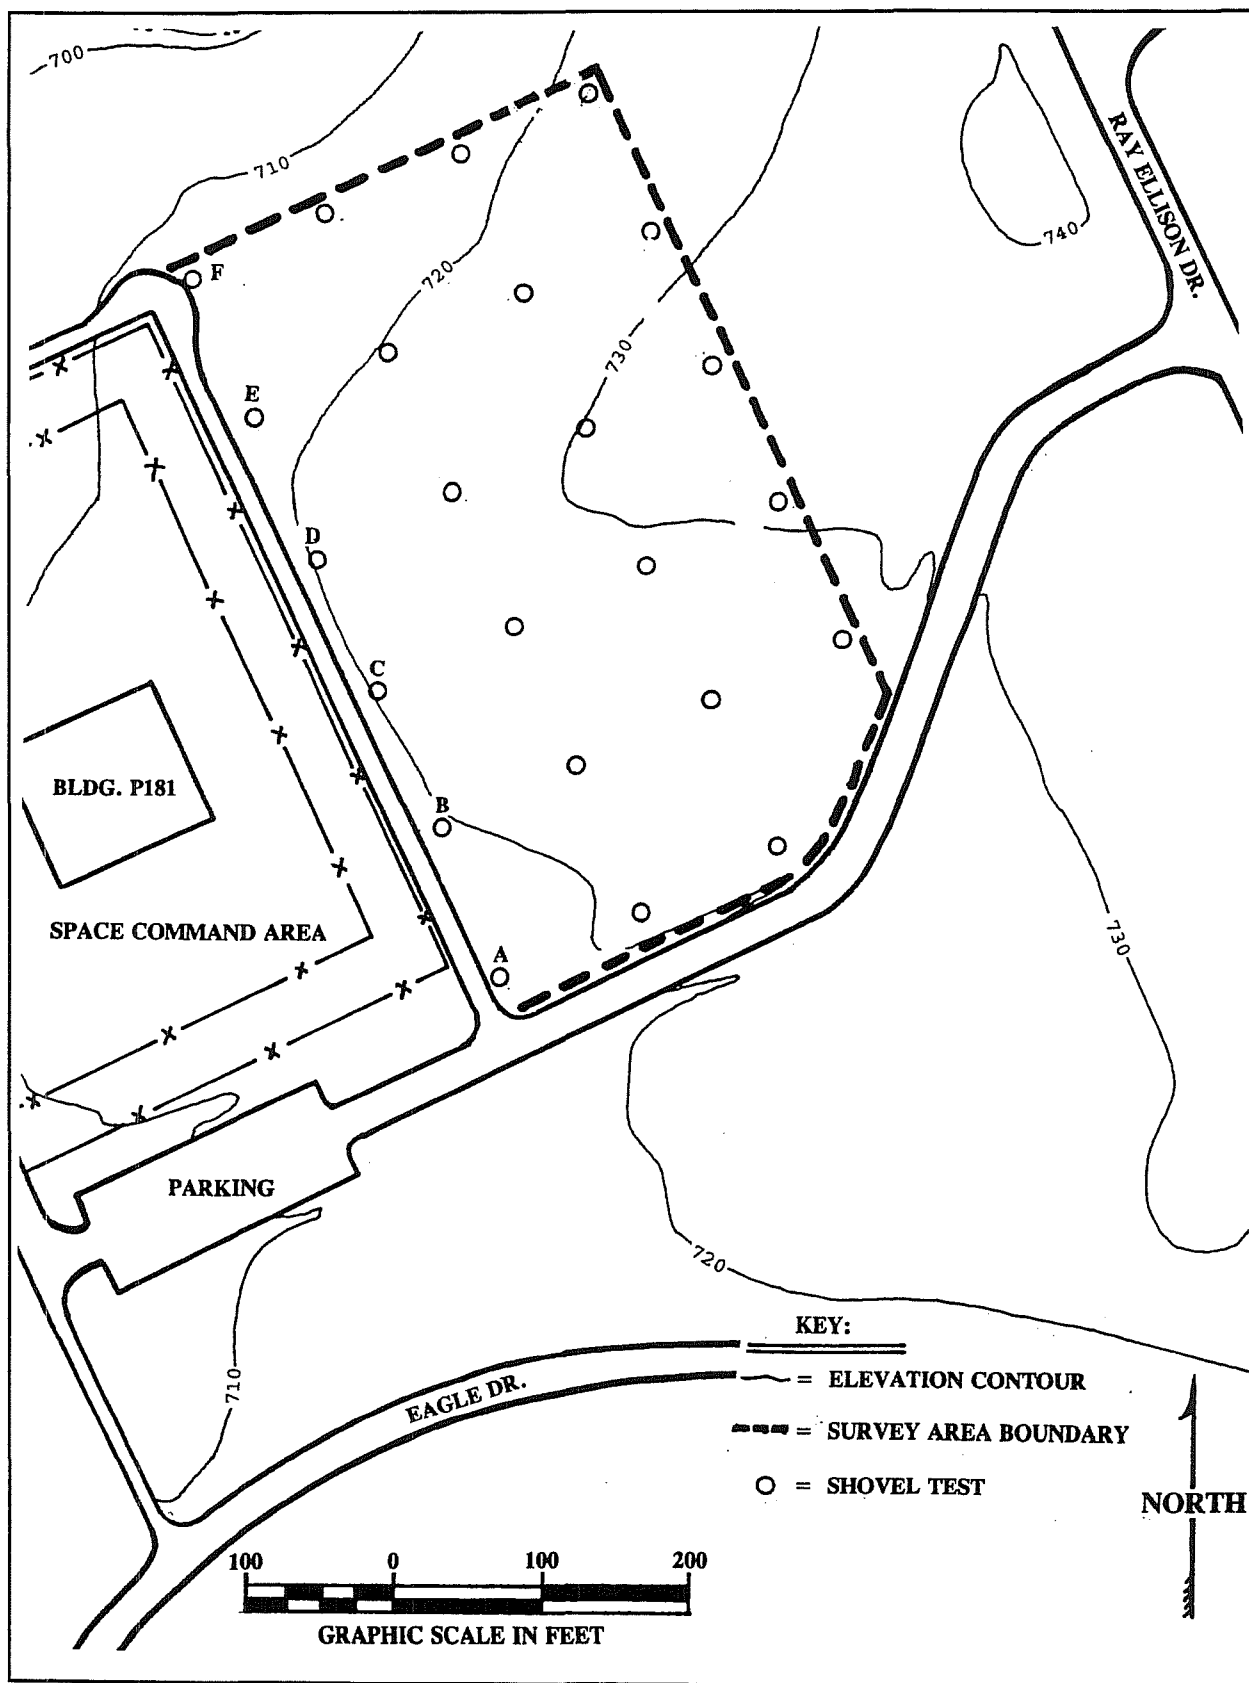 700
710
RAY ELLISON DR.
740
720
F
730
E
D
C
BLDG. P181
B
SPACE COMMAND AREA
730
A
PARKING
720
KEY:
710
EAGLE DR.
= ELEVATION CONTOUR
= SURVEY AREA BOUNDARY
= SHOVEL TEST
NORTH
100 0 100 200
GRAPHIC SCALE IN FEET